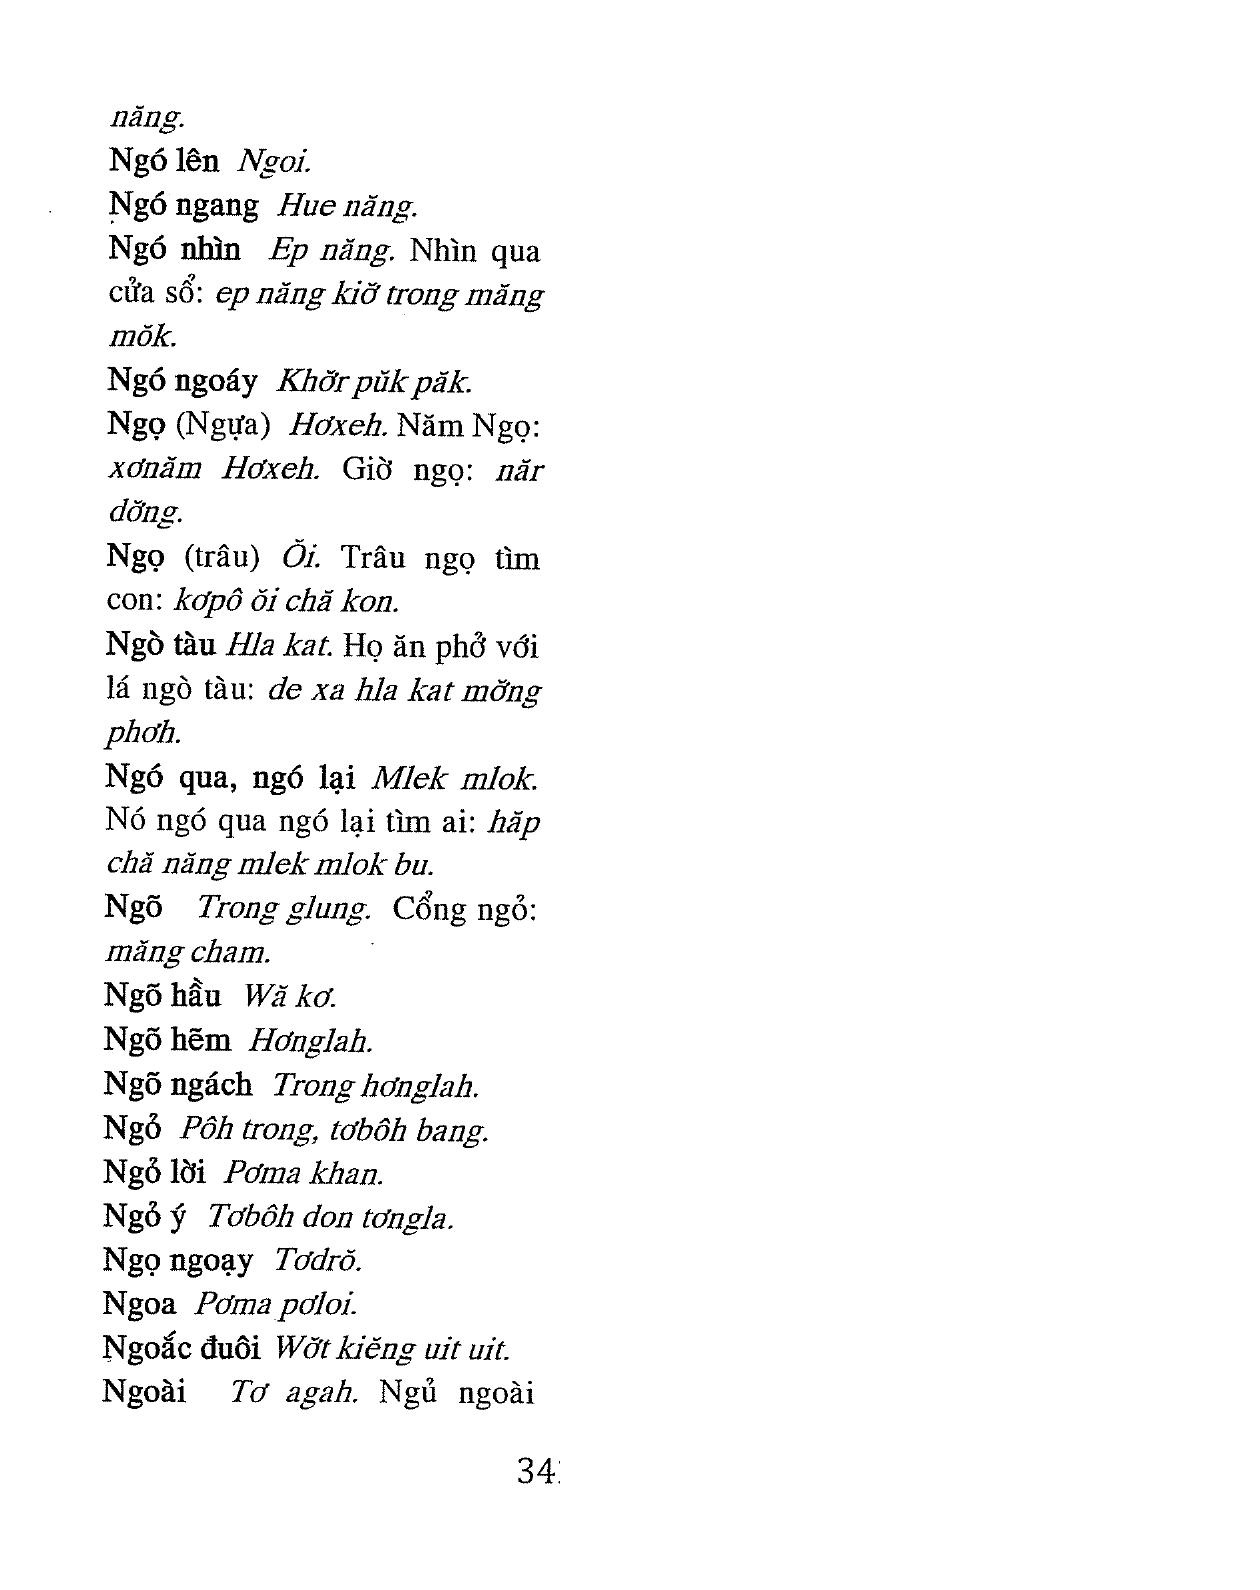 năng.
Ngó lên Ngoi.
Ngó ngang Hue năng.
Ngó nhìn Ep năng. Nhìn qua
cửa sổ: ep năng kiơ̆ trong măng
mŏk.
Ngó ngoáy Khơ̆r pŭk păk.
Ngọ (Ngựa) Hơxeh. Năm Ngọ:
xơnăm Hơxeh. Giờ ngọ: năr
dơ̆ng.
Ngọ (trâu) Ŏi. Trâu ngọ tìm
con: kơpô ŏi chă kon.
Ngò tàu Hla kat. Họ ăn phở với
lá ngò tàu: de xa hla kat mơ̆ng
phơh.
Ngó qua, ngó lại Mlek mlok.
Nó ngó qua ngó lại tìm ai: hăp
chă năng mlek mlok bu.
Ngõ Trong glung. Cổng ngỏ:
măng cham.
Ngõ hầu Wă kơ.
Ngõ hẽm Hơnglah.
Ngõ ngách Trong hơnglah.
Ngỏ Pôh trong, tơbôh bang.
Ngỏ lời Pơma khan.
Ngỏ ý Tơbôh don tơngla.
Ngọ ngoạy Tơdrŏ.
Ngoa Pơma pơloi.
Ngoắc đuôi Wơ̆t kiĕng uit uit.
Ngoài Tơ agah. Ngủ ngoài
34